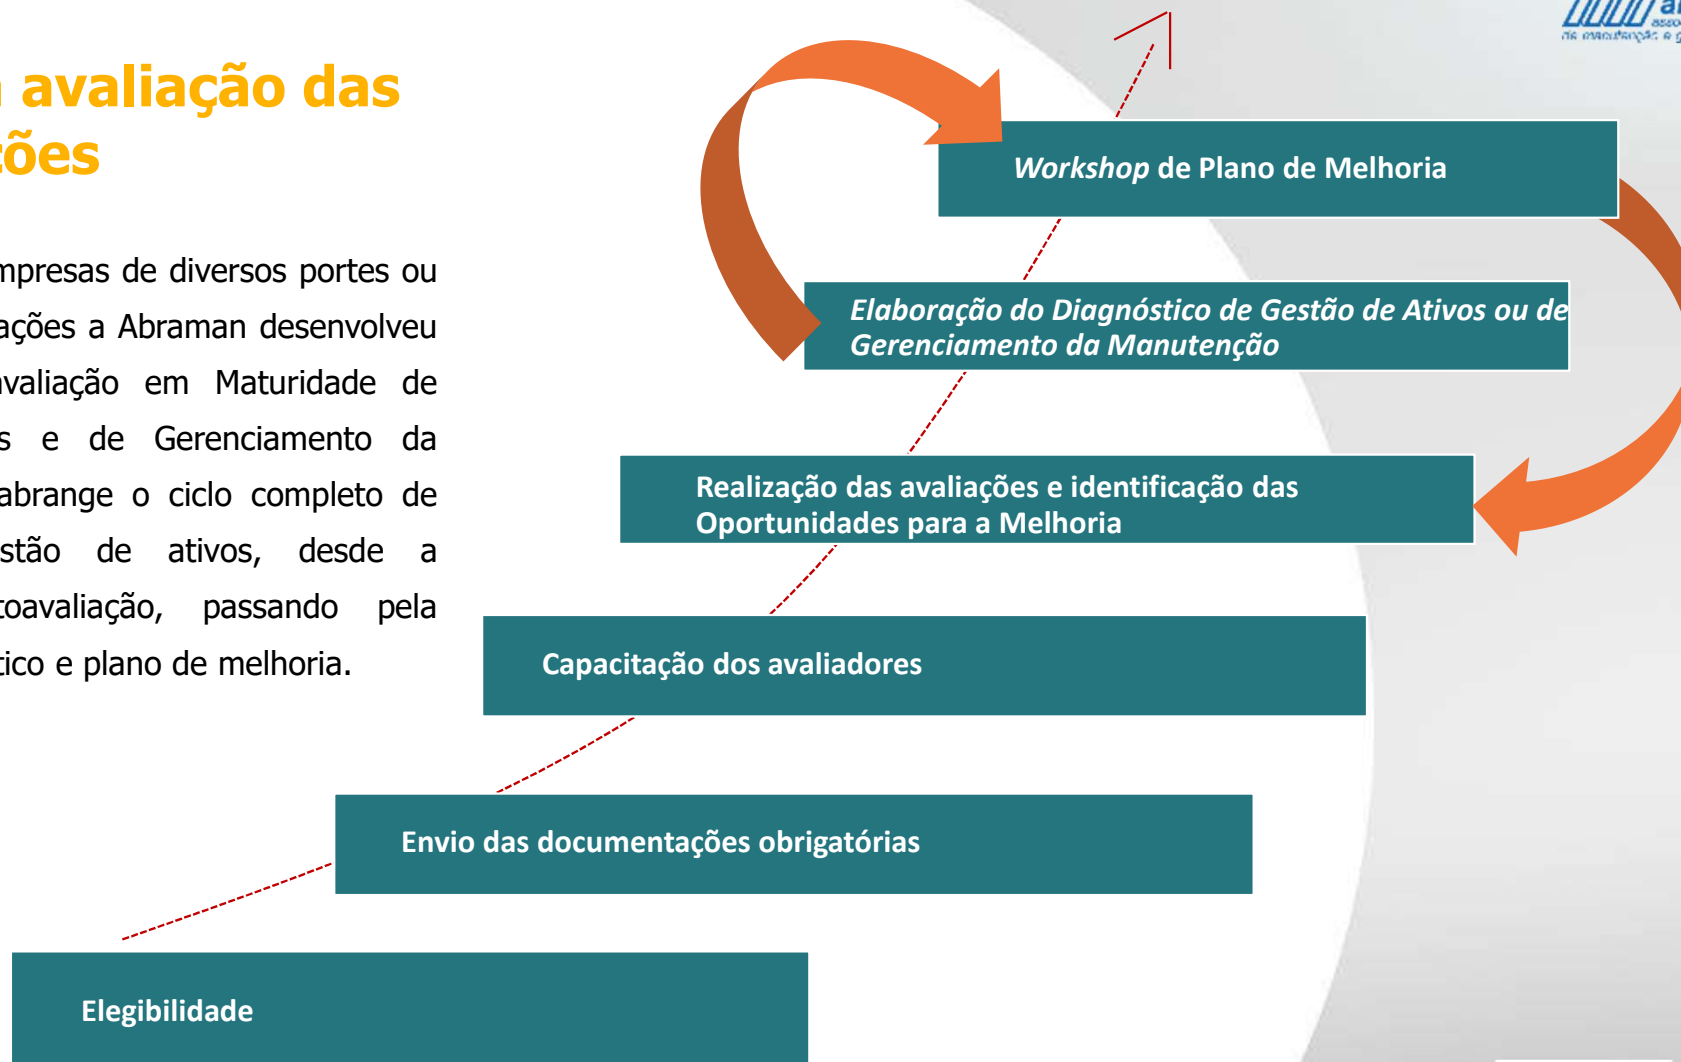 avaliação das
ções
mpresas de diversos portes ou
ações a Abraman desenvolveu
avaliação em Maturidade de
s e de Gerenciamento da
abrange o ciclo completo de
stão de ativos, desde a
toavaliação, passando pela
tico e plano de melhoria.
Workshop de Plano de Melhoria
Elaboração do Diagnóstico de Gestão de Ativos ou de
Gerenciamento da Manutenção
Realização das avaliações e identificação das
Oportunidades para a Melhoria
Capacitação dos avaliadores
Envio das documentações obrigatórias
Elegibilidade
de manutenção e g